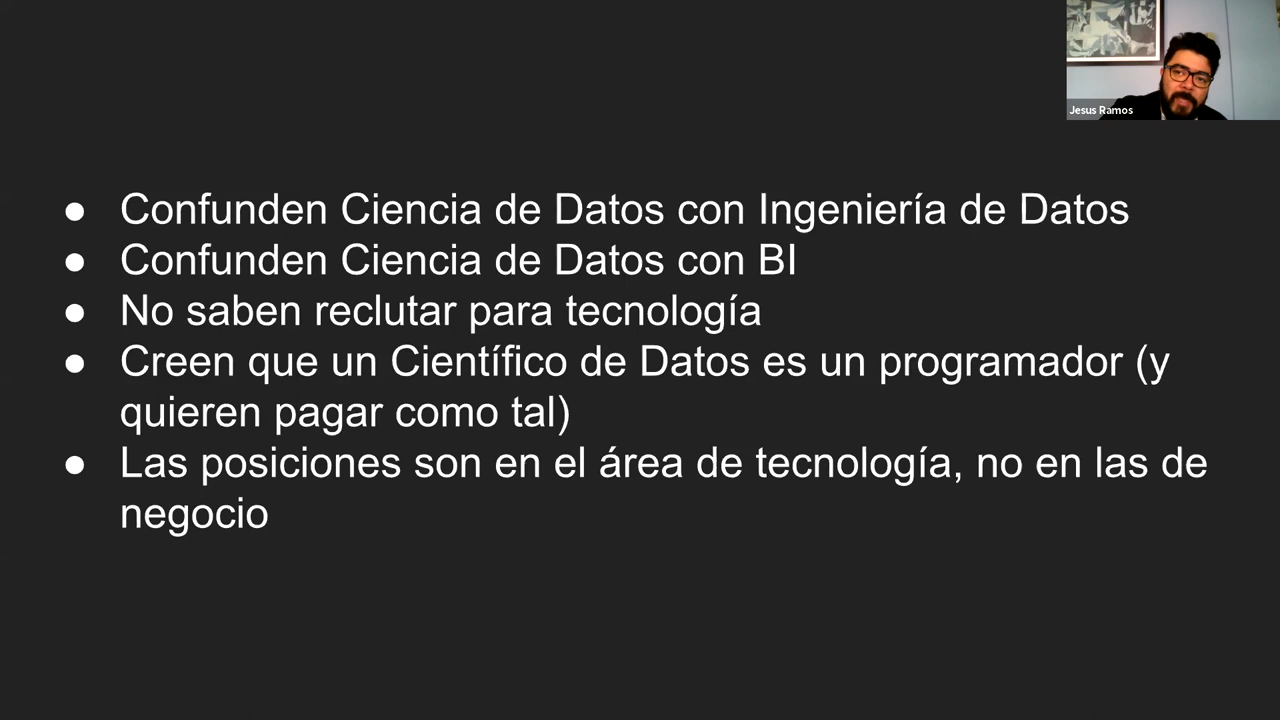 Jesus Ramos
● Confunden Ciencia de Datos con Ingeniería de Datos
● Confunden Ciencia de Datos con BI
● No saben reclutar para tecnología
● Creen que un Científico de Datos es un programador (y
quieren pagar como tal)
● Las posiciones son en el área de tecnología, no en las de
negocio